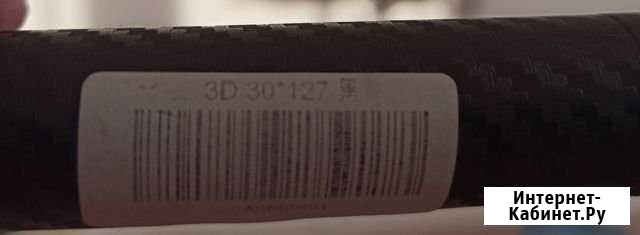 3D 30*127 黑
Интернет-
Кабинет.Ру